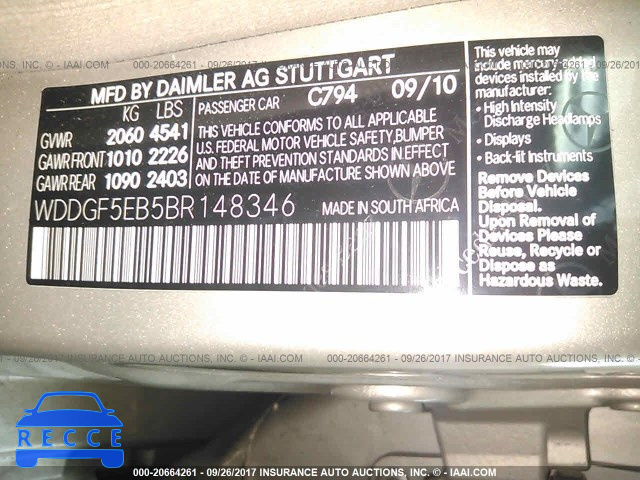 000-20664261 - 09/26/2017 INSURANCE AUTO AUCTIONS, INC. - IAAI.COM
MFD BY DAIMLER AG STUTTGART
KG LBS
GVWR 2060 4541
GAWR FRONT 1010 2226
GAWR REAR 1090 2403
PASSENGER CAR C794 09/10
THIS VEHICLE CONFORMS TO ALL APPLICABLE
U.S. FEDERAL MOTOR VEHICLE SAFETY, BUMPER
AND THEFT PREVENTION STANDARDS IN EFFECT
ON THE DATE OF MANUFACTURE SHOWN ABOVE
WDDGF5EB5BR148346 MADE IN SOUTH AFRICA
This vehicle may
include mercury
devices installed by the
manufacturer:
• High Intensity
Discharge Headlamps
• Displays
• Back-lit Instruments
Remove Devices
Before Vehicle
Disposal.
Upon Removal of
Devices Please
Reuse, Recycle or
Dispose as
Hazardous Waste.
000-20664261 - 09/26/2017 INSURANCE AUTO AUCTIONS, INC. - IAAI.COM
RECCE
000-20664261 - 09/26/2017 INSURANCE AUTO AUCTIONS, INC. - IAAI.COM